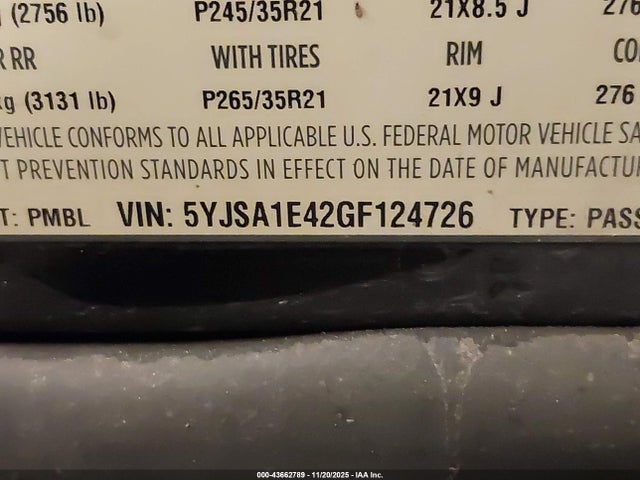 (2756 lb) P245/35R21 21X8.5 J 276
RR WITH TIRES RIM CO
kg (3131 lb) P265/35R21 21X9 J 276
VEHICLE CONFORMS TO ALL APPLICABLE U.S. FEDERAL MOTOR VEHICLE SA
T PREVENTION STANDARDS IN EFFECT ON THE DATE OF MANUFACTU
T: PMBL VIN: 5YJSA1E42GF124726 TYPE: PASS
000-43662789 - 11/20/2025 - IAA Inc.